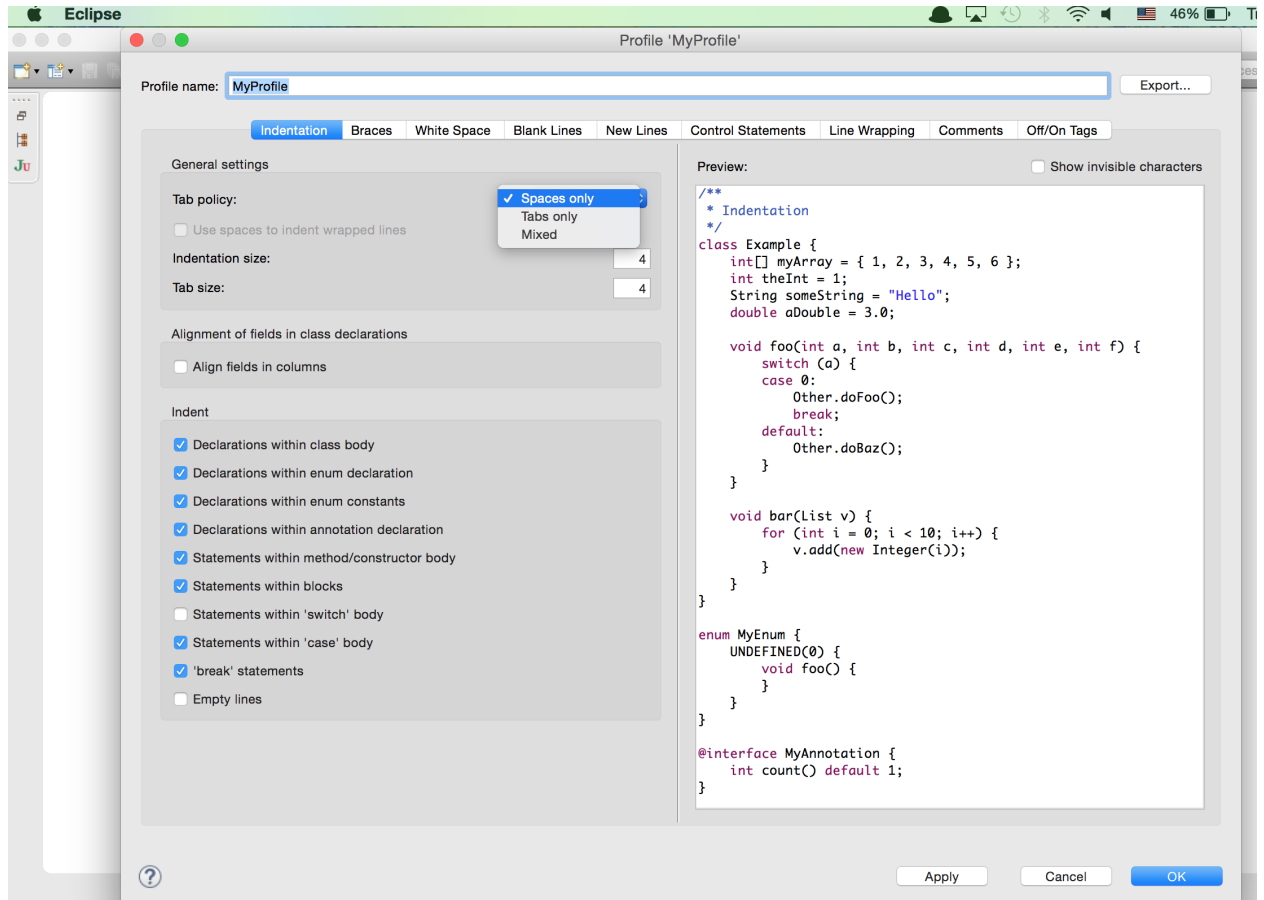 Eclipse
46%
Profile 'MyProfile'
Profile name: MyProfile
Export...
Indentation Braces White Space Blank Lines New Lines Control Statements Line Wrapping Comments Off/On Tags
General settings
Tab policy:
✓ Spaces only
Tabs only
Mixed
Use spaces to indent wrapped lines
Indentation size: 4
Tab size: 4
Alignment of fields in class declarations
Align fields in columns
Indent
Declarations within class body
Declarations within enum declaration
Declarations within enum constants
Declarations within annotation declaration
Statements within method/constructor body
Statements within blocks
Statements within 'switch' body
Statements within 'case' body
'break' statements
Empty lines
Preview:
Show invisible characters
/**
 * Indentation
 */
class Example {
    int[] myArray = { 1, 2, 3, 4, 5, 6 };
    int theInt = 1;
    String someString = "Hello";
    double aDouble = 3.0;

    void foo(int a, int b, int c, int d, int e, int f) {
        switch (a) {
        case 0:
            Other.doFoo();
            break;
        default:
            Other.doBaz();
        }
    }

    void bar(List v) {
        for (int i = 0; i < 10; i++) {
            v.add(new Integer(i));
        }
    }
}

enum MyEnum {
    UNDEFINED(0) {
        void foo() {
        }
    }
}

@interface MyAnnotation {
    int count() default 1;
}
?
Apply
Cancel
OK
Ju